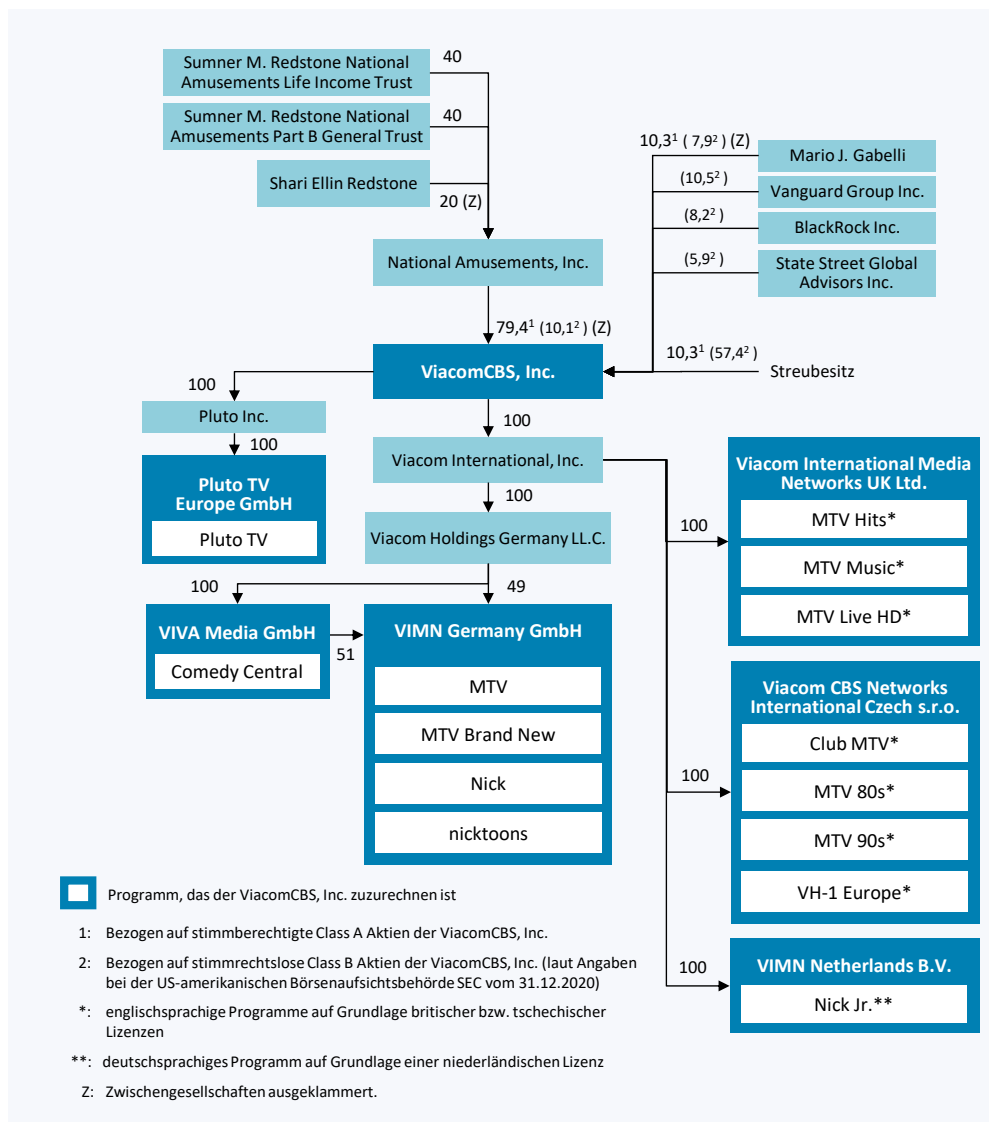 Sumner M. Redstone National
Amusements Life Income Trust
40
Sumner M. Redstone National
Amusements Part B General Trust
40
Shari Ellin Redstone
20 (Z)
10,3¹ ( 7,9² ) (Z)
Mario J. Gabelli
(10,5² )
Vanguard Group Inc.
(8,2² )
BlackRock Inc.
(5,9² )
State Street Global
Advisors Inc.
National Amusements, Inc.
79,4¹ (10,1² ) (Z)
10,3¹ (57,4² )
Streubesitz
ViacomCBS, Inc.
100
Pluto Inc.
100
Pluto TV
Europe GmbH
Pluto TV
100
Viacom International, Inc.
100
Viacom Holdings Germany LL.C.
100
49
VIVA Media GmbH
Comedy Central
51
VIMN Germany GmbH
MTV
MTV Brand New
Nick
nicktoons
100
Viacom International Media
Networks UK Ltd.
MTV Hits*
MTV Music*
MTV Live HD*
100
Viacom CBS Networks
International Czech s.r.o.
Club MTV*
MTV 80s*
MTV 90s*
VH-1 Europe*
100
VIMN Netherlands B.V.
Nick Jr.**
Programm, das der ViacomCBS, Inc. zuzurechnen ist
1: Bezogen auf stimmberechtigte Class A Aktien der ViacomCBS, Inc.
2: Bezogen auf stimmrechtslose Class B Aktien der ViacomCBS, Inc. (laut Angaben
bei der US-amerikanischen Börsenaufsichtsbehörde SEC vom 31.12.2020)
*: englischsprachige Programme auf Grundlage britischer bzw. tschechischer
Lizenzen
**: deutschsprachiges Programm auf Grundlage einer niederländischen Lizenz
Z: Zwischengesellschaften ausgeklammert.